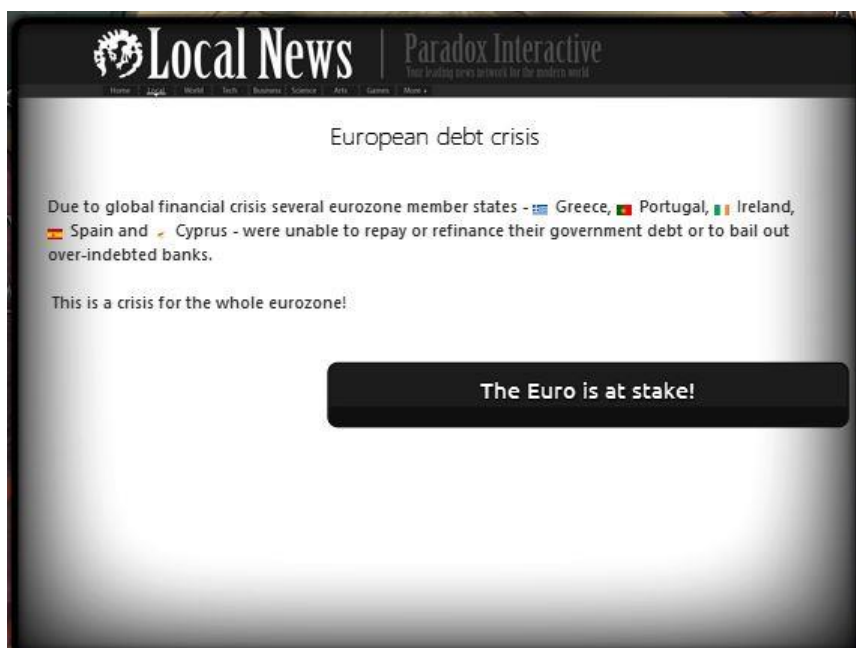 Local News
Paradox Interactive
Your leading news network for the modern world
Home Local World Tech Business Science Arts Games More
European debt crisis
Due to global financial crisis several eurozone member states - Greece, Portugal, Ireland,
Spain and Cyprus - were unable to repay or refinance their government debt or to bail out
over-indebted banks.
This is a crisis for the whole eurozone!
The Euro is at stake!